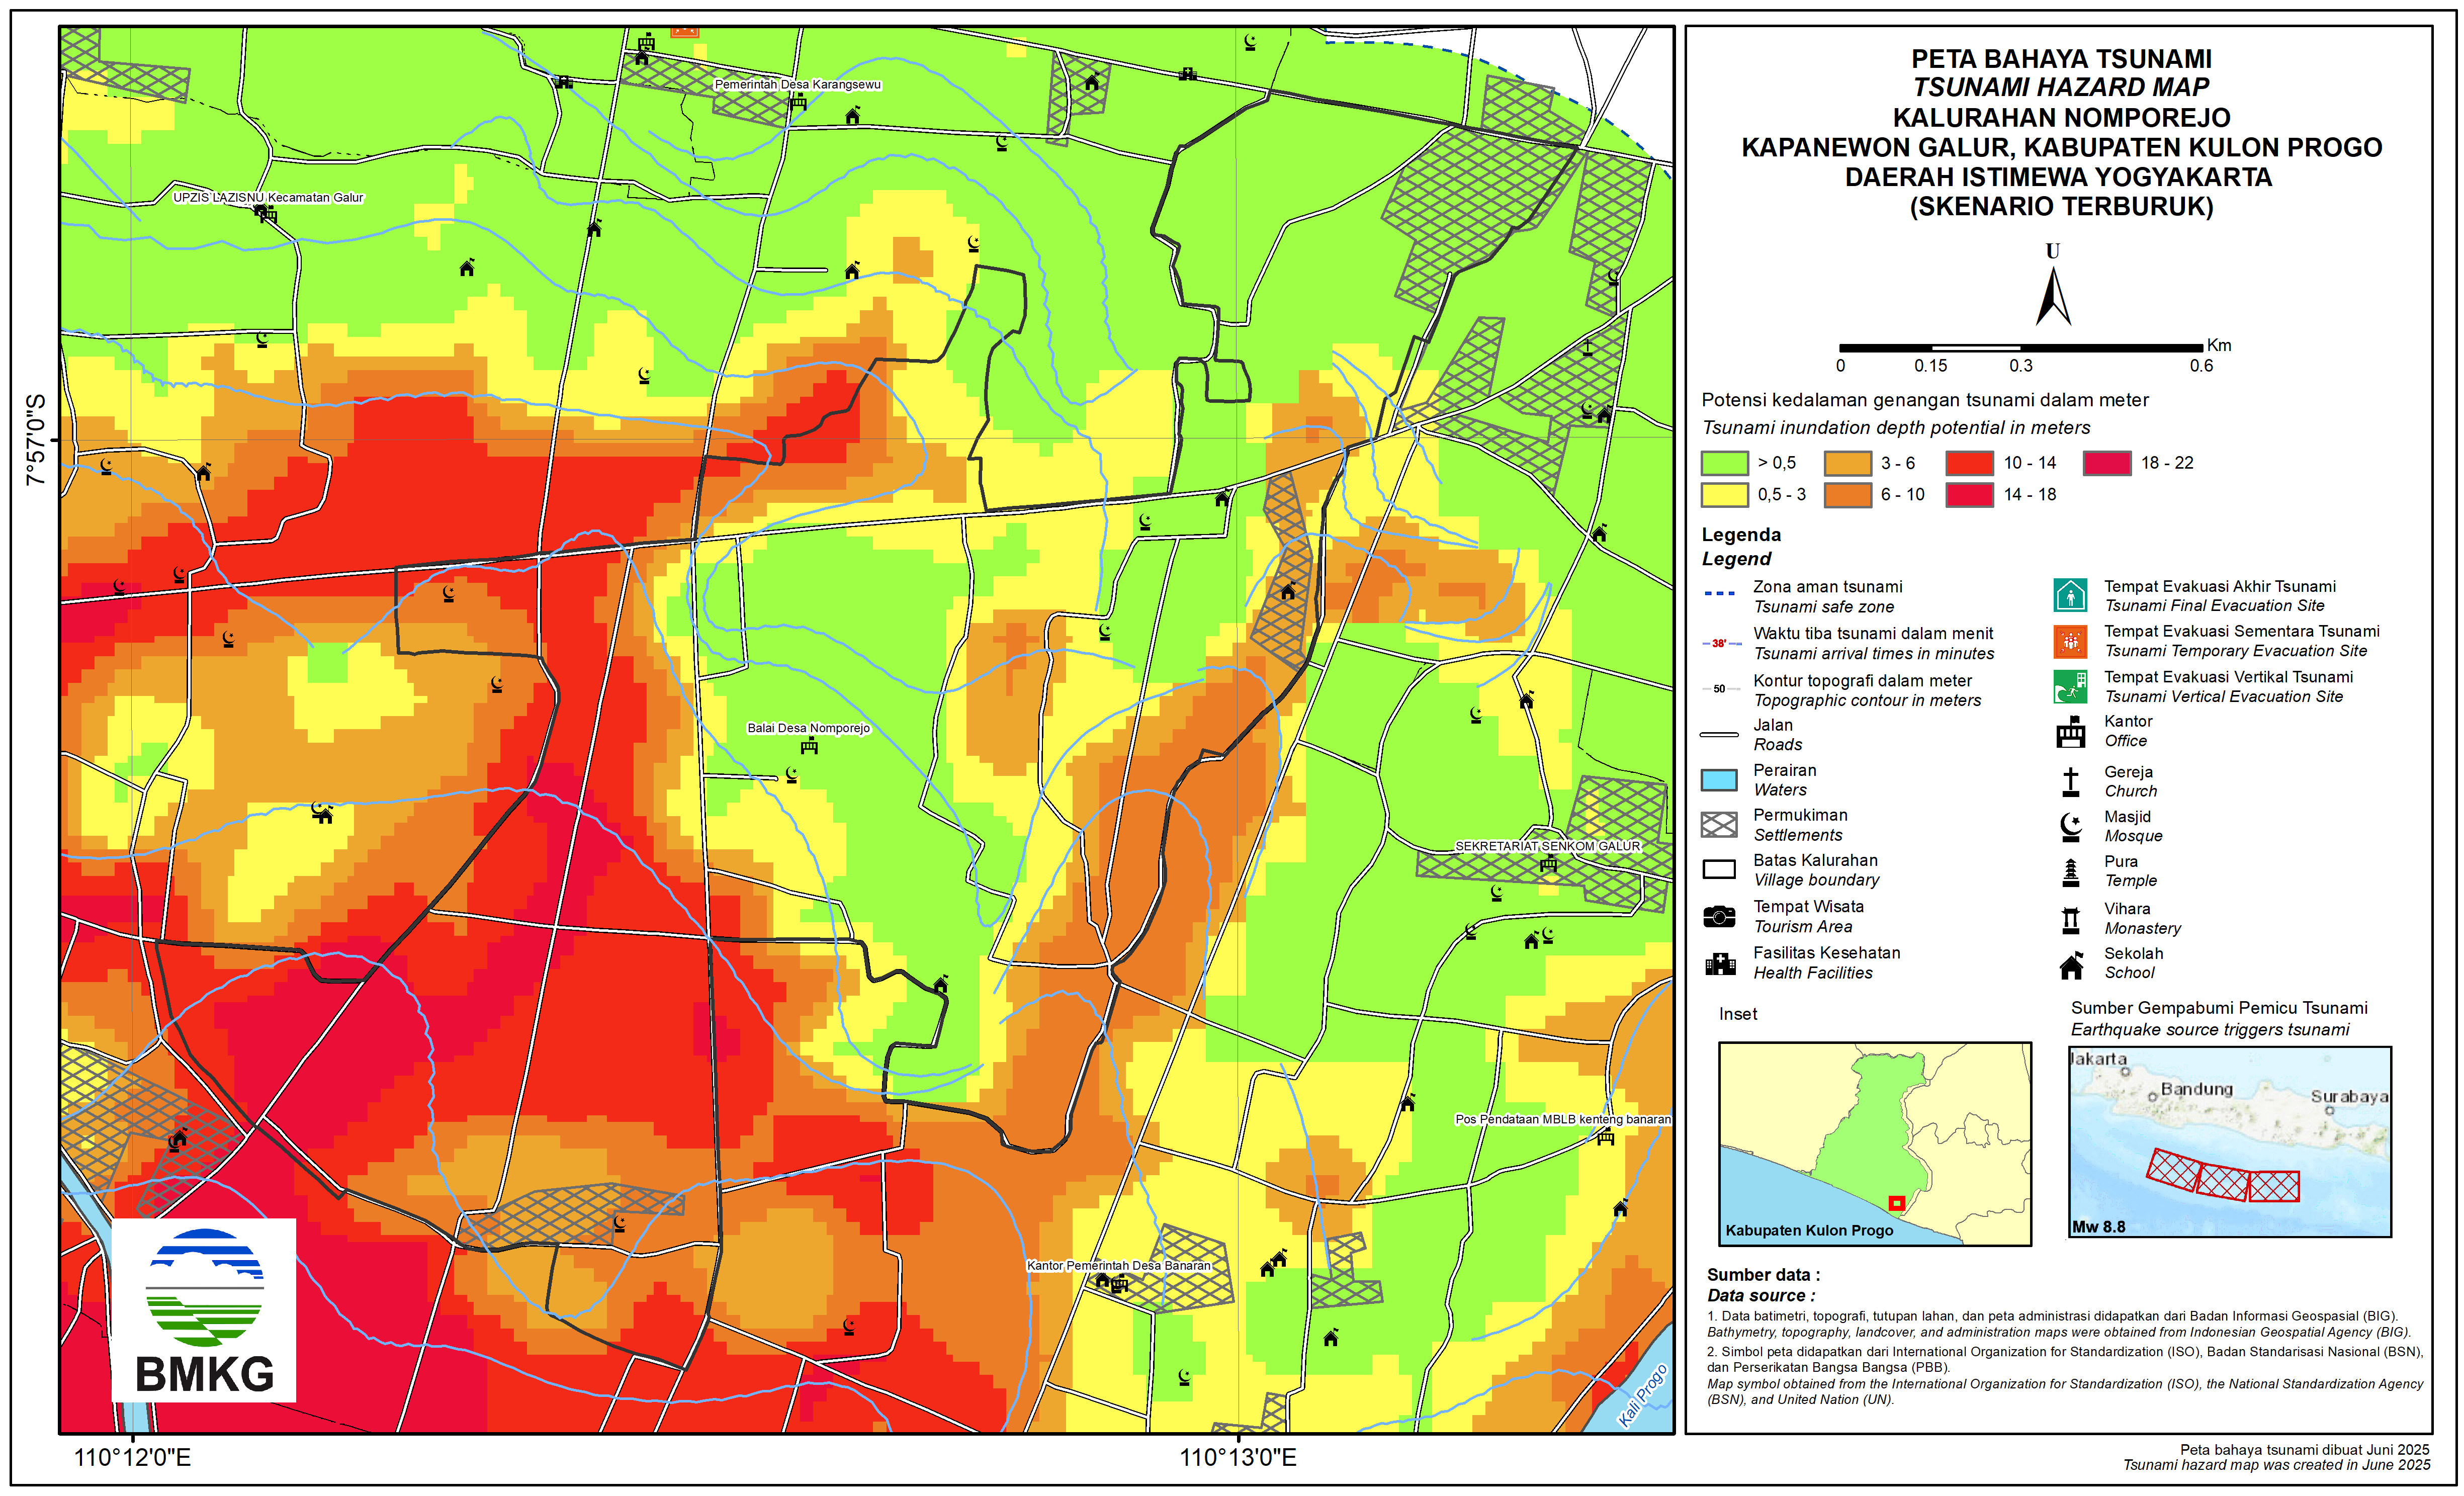 PETA BAHAYA TSUNAMI
TSUNAMI HAZARD MAP
KALURAHAN NOMPOREJO
KAPANEWON GALUR, KABUPATEN KULON PROGO
DAERAH ISTIMEWA YOGYAKARTA
(SKENARIO TERBURUK)
U
Km
0 0.15 0.3 0.6
Potensi kedalaman genangan tsunami dalam meter
Tsunami inundation depth potential in meters
> 0,5 3 - 6 10 - 14 18 - 22
0,5 - 3 6 - 10 14 - 18
Legenda
Legend
Zona aman tsunami
Tsunami safe zone
38'
Waktu tiba tsunami dalam menit
Tsunami arrival times in minutes
50
Kontur topografi dalam meter
Topographic contour in meters
Jalan
Roads
Perairan
Waters
Permukiman
Settlements
Batas Kalurahan
Village boundary
Tempat Wisata
Tourism Area
Fasilitas Kesehatan
Health Facilities
Tempat Evakuasi Akhir Tsunami
Tsunami Final Evacuation Site
Tempat Evakuasi Sementara Tsunami
Tsunami Temporary Evacuation Site
Tempat Evakuasi Vertikal Tsunami
Tsunami Vertical Evacuation Site
Kantor
Office
Gereja
Church
Masjid
Mosque
Pura
Temple
Vihara
Monastery
Sekolah
School
Inset
Kabupaten Kulon Progo
Sumber Gempabumi Pemicu Tsunami
Earthquake source triggers tsunami
Jakarta
Bandung
Surabaya
Mw 8.8
Sumber data :
Data source :
1. Data batimetri, topografi, tutupan lahan, dan peta administrasi didapatkan dari Badan Informasi Geospasial (BIG).
Bathymetry, topography, landcover, and administration maps were obtained from Indonesian Geospatial Agency (BIG).
2. Simbol peta didapatkan dari International Organization for Standardization (ISO), Badan Standarisasi Nasional (BSN),
dan Perserikatan Bangsa Bangsa (PBB).
Map symbol obtained from the International Organization for Standardization (ISO), the National Standardization Agency
(BSN), and United Nation (UN).
Peta bahaya tsunami dibuat Juni 2025
Tsunami hazard map was created in June 2025
Pemerintah Desa Karangsewu
UPZIS LAZISNU Kecamatan Galur
7°57'0"S
Balai Desa Nomporejo
SEKRETARIAT SENKOM GALUR
Pos Pendataan MBLB kenteng banaran
Kantor Pemerintah Desa Banaran
Kali Progo
BMKG
110°12'0"E
110°13'0"E